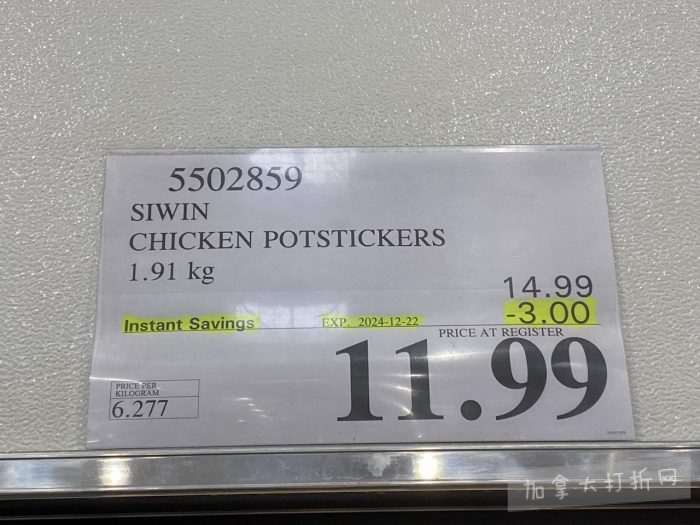 5502859
SIWIN
CHICKEN POTSTICKERS
1.91 kg
14.99
Instant Savings EXP. 2024-12-22 -3.00
PRICE AT REGISTER
11.99
PRICE PER
KILOGRAM
6.277
加拿大打折网